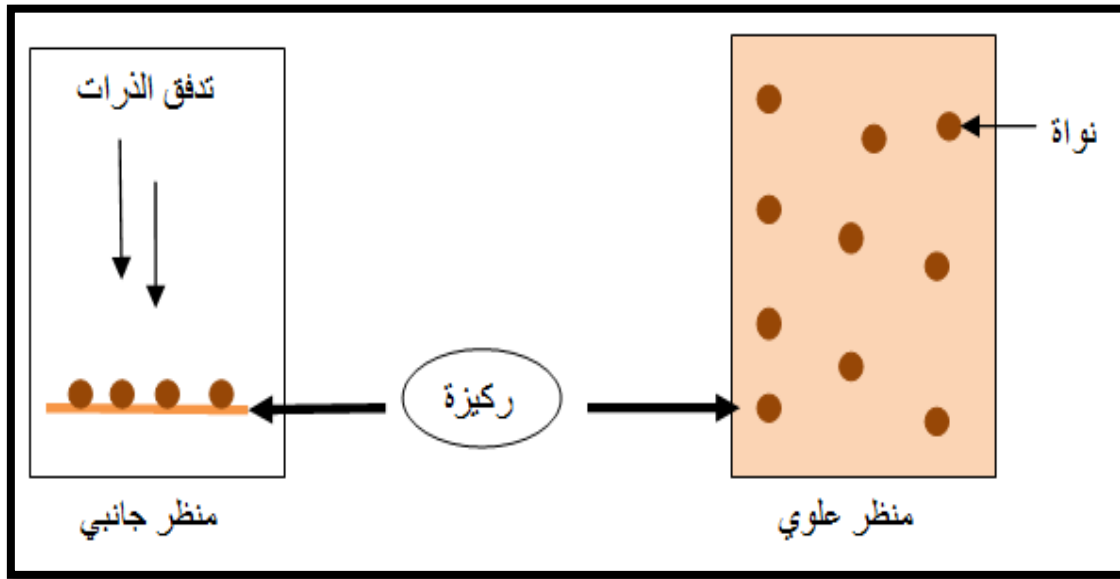 تدفق الذرات
نواة
ركيزة
منظر جانبي
منظر علوي